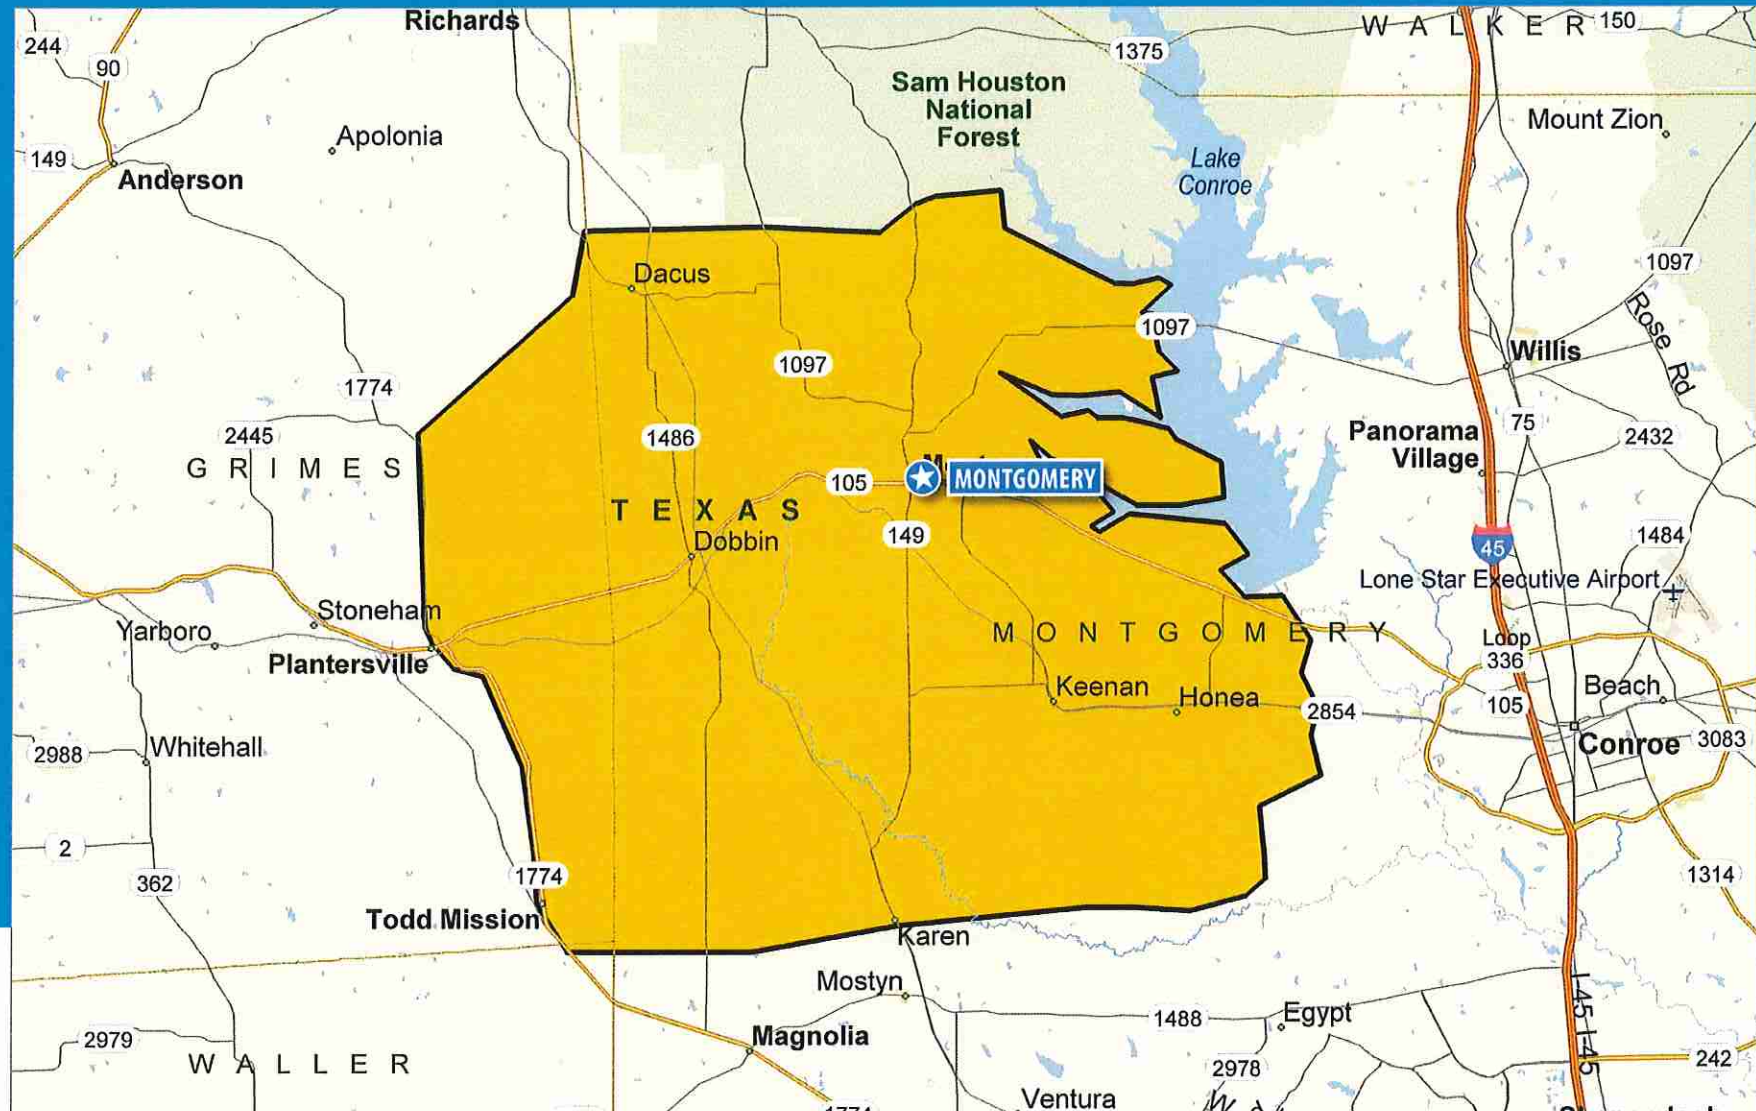 Richards
WALKER
150
244
90
1375
Sam Houston
National
Forest
Mount Zion
Apolonia
149
Lake
Conroe
Anderson
1097
Dacus
Rose Rd
1097
Willis
1097
1774
75
2445
1486
Panorama
Village
2432
GRIMES
105
MONTGOMERY
TEXAS
149
Dobbin
45
1484
Lone Star Executive Airport
Stoneham
Yarboro
MONTGOMERY
Loop
336
Plantersville
Keenan
Honea
Beach
2854
105
2988
Whitehall
Conroe
3083
2
362
1774
1314
Todd Mission
Karen
Mostyn
I-45 I-45
1488
Egypt
2979
Magnolia
WALLER
2978
242
Ventura
1774